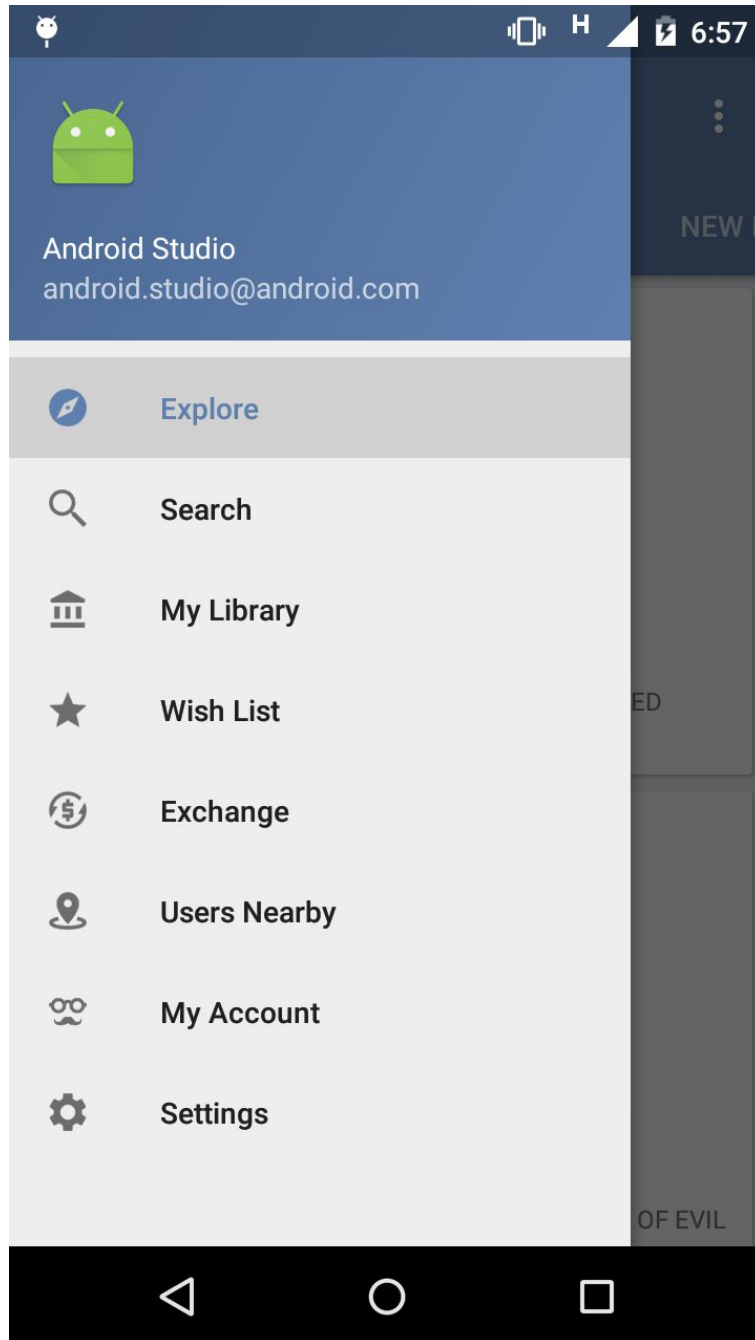 H 6:57
Android Studio
android.studio@android.com
NEW
Explore
Search
My Library
Wish List
ED
Exchange
Users Nearby
My Account
Settings
OF EVIL